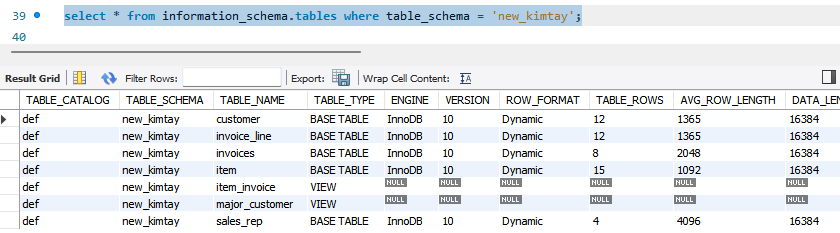 39 select * from information_schema.tables where table_schema = 'new_kimtay';
40
Result Grid Filter Rows: Export: Wrap Cell Content:
TABLE_CATALOG TABLE_SCHEMA TABLE_NAME TABLE_TYPE ENGINE VERSION ROW_FORMAT TABLE_ROWS AVG_ROW_LENGTH DATA_LEN
def new_kimtay customer BASE TABLE InnoDB 10 Dynamic 12 1365 16384
def new_kimtay invoice_line BASE TABLE InnoDB 10 Dynamic 12 1365 16384
def new_kimtay invoices BASE TABLE InnoDB 10 Dynamic 8 2048 16384
def new_kimtay item BASE TABLE InnoDB 10 Dynamic 15 1092 16384
def new_kimtay item_invoice VIEW NULL NULL NULL NULL NULL NULL
def new_kimtay major_customer VIEW NULL NULL NULL NULL NULL NULL
def new_kimtay sales_rep BASE TABLE InnoDB 10 Dynamic 4 4096 16384